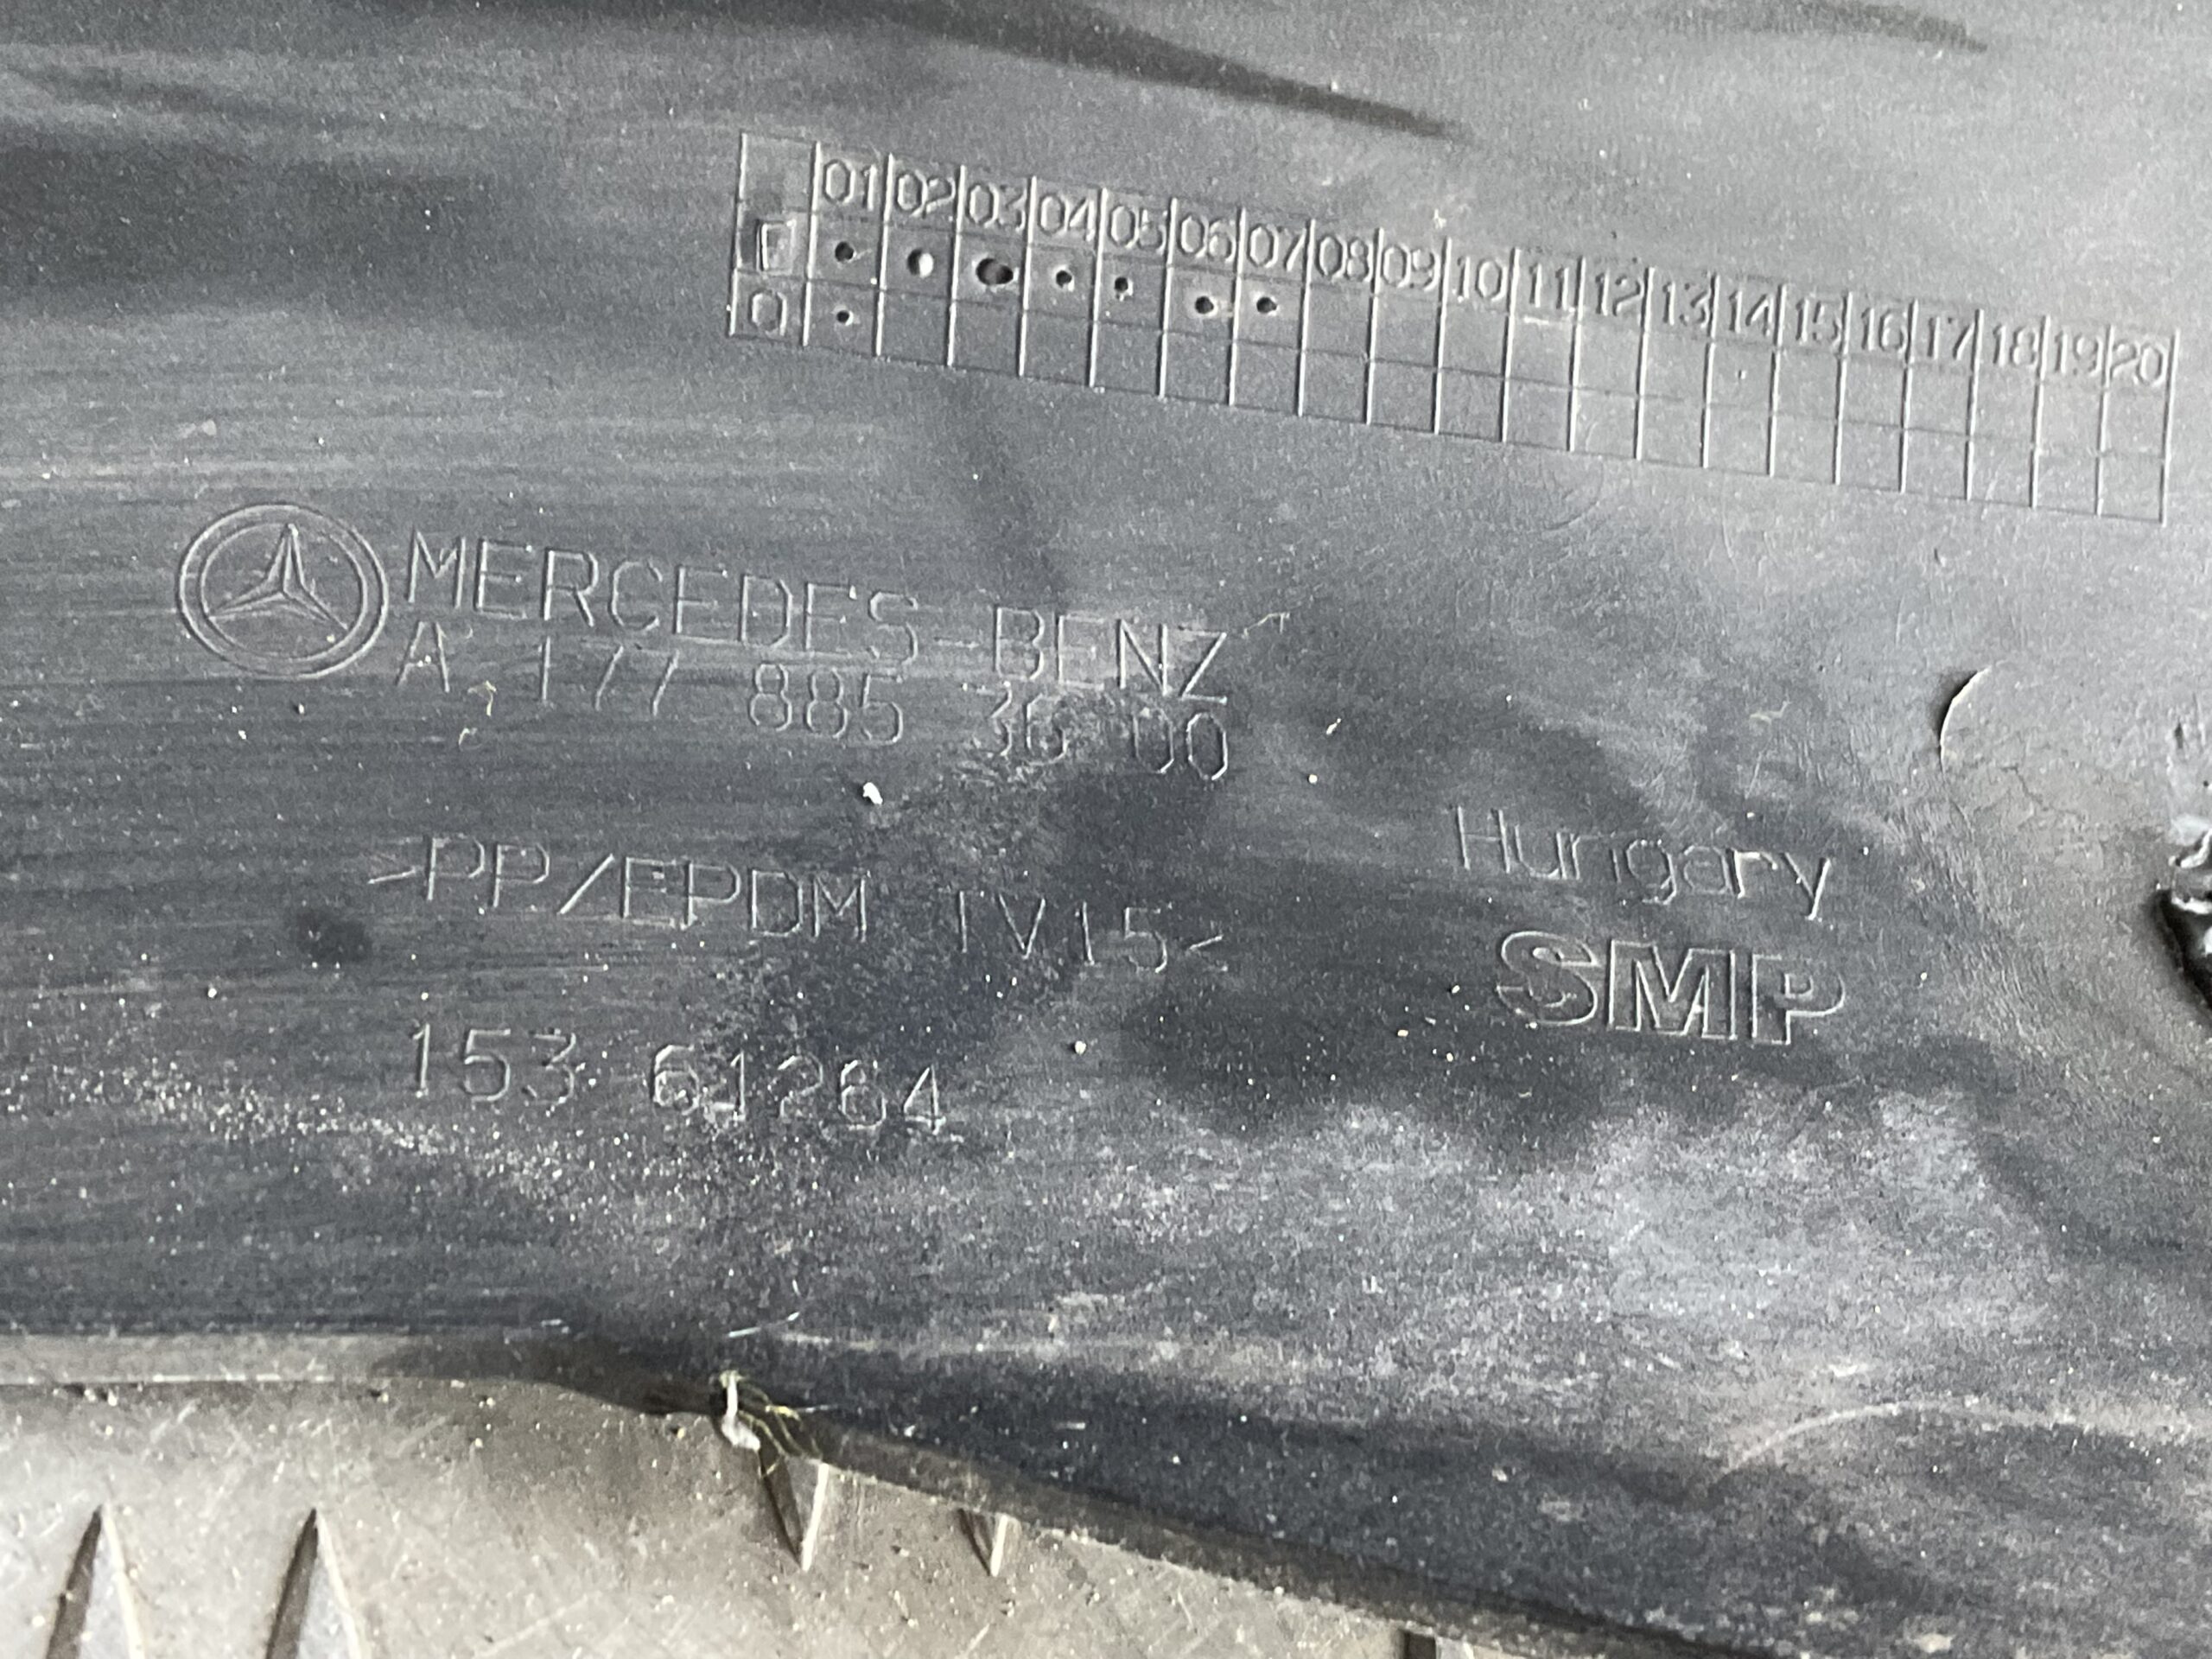 01 02 03 04 05 06 07 08 09 10 11 12 13 14 15 16 17 18 19 20
E
Q
MERCEDES-BENZ
A 177 885 36 00
>PP/EPDM TV15<
Hungary
SMP
153 61264